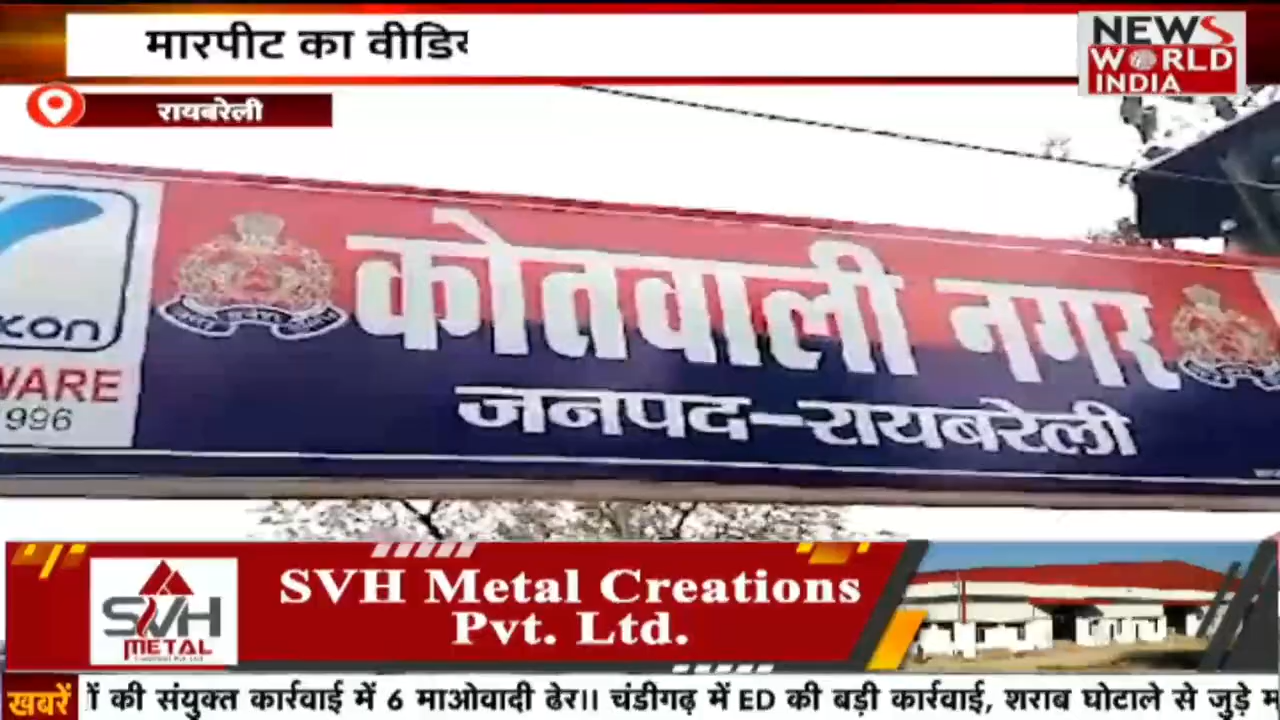 मारपीट का वीडि
NEWS
WORLD
INDIA
रायबरेली
kon
WARE
1996
कोतवाली नगर
जनपद-रायबरेली
SVH
METAL
SVH Metal Creations
Pvt. Ltd.
खबरें
की संयुक्त कार्रवाई में 6 माओवादी ढेर।। चंडीगढ़ में ED की बड़ी कार्रवाई, शराब घोटाले से जुड़े